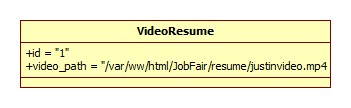 VideoResume
+id = "1"
+video_path = "/var/ww/html/JobFair/resume/justinvideo.mp4